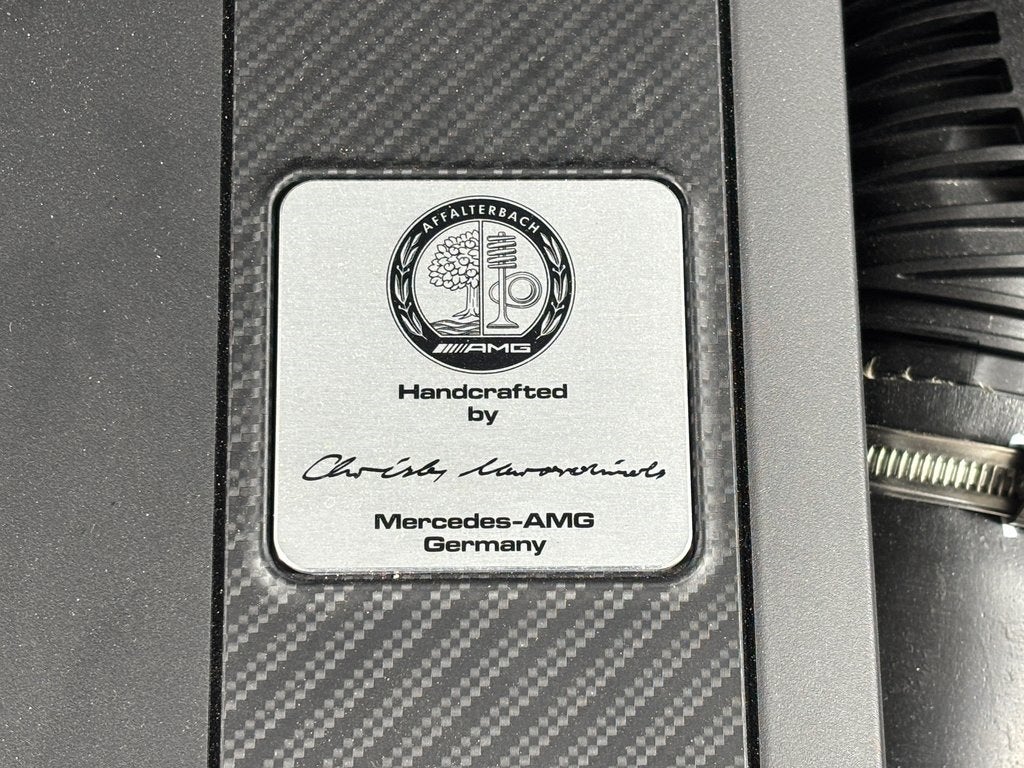 AFFALTERBACH
AMG
Handcrafted
by
Mercedes-AMG
Germany